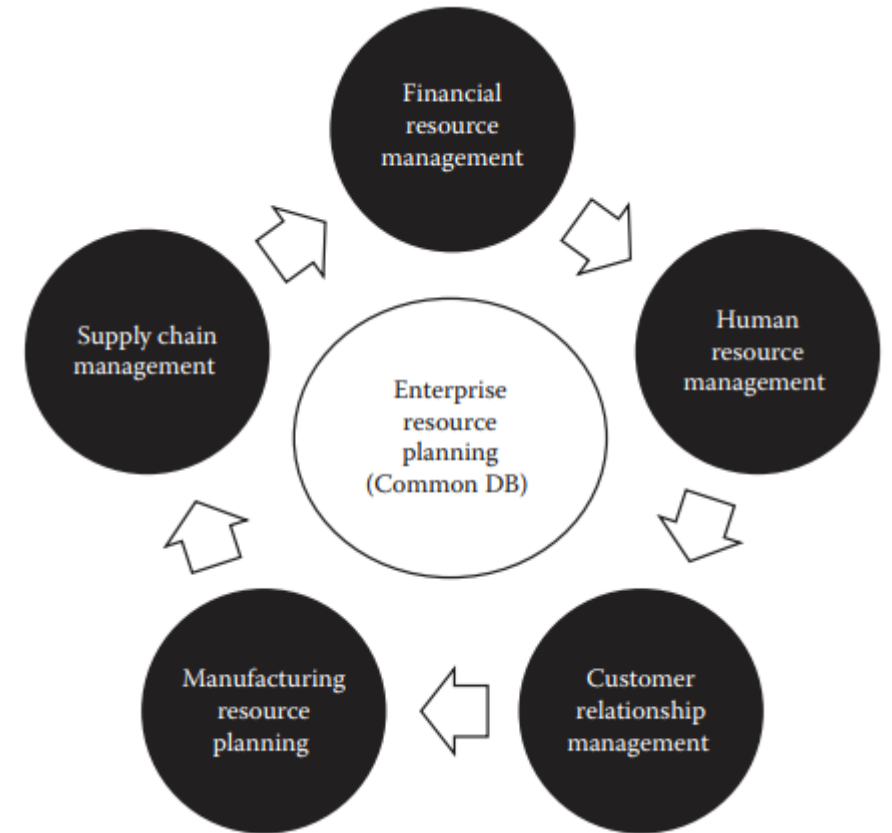 Financial
resource
management
Human
resource
management
Supply chain
management
Enterprise
resource
planning
(Common DB)
Manufacturing
resource
planning
Customer
relationship
management